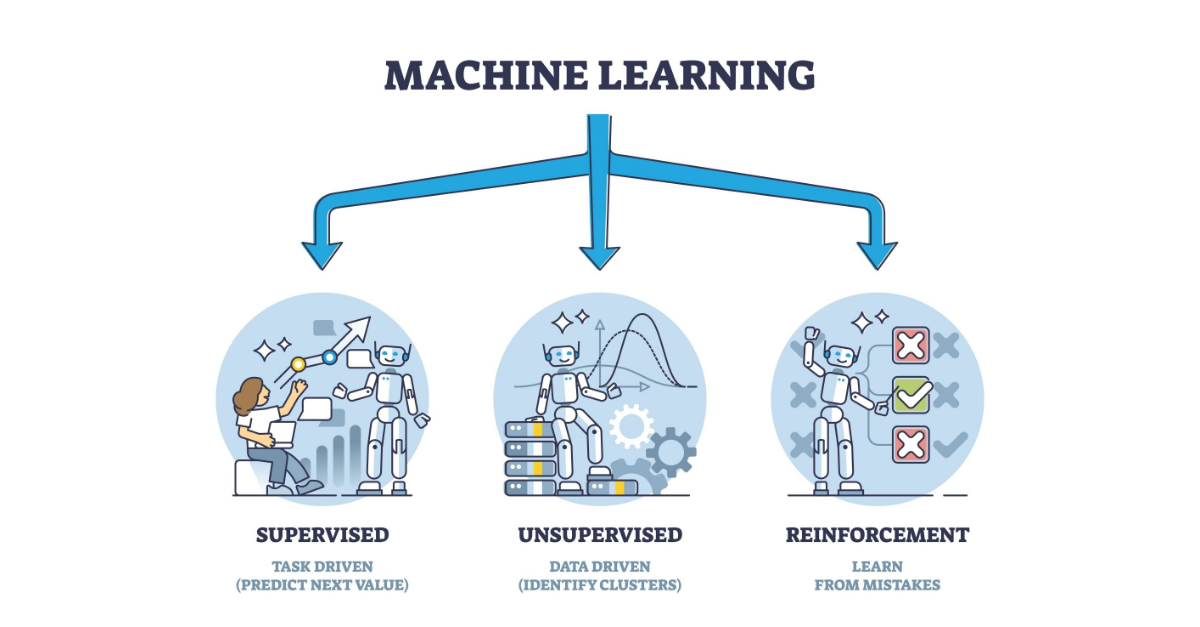 MACHINE LEARNING
SUPERVISED
TASK DRIVEN
(PREDICT NEXT VALUE)
UNSUPERVISED
DATA DRIVEN
(IDENTIFY CLUSTERS)
REINFORCEMENT
LEARN
FROM MISTAKES